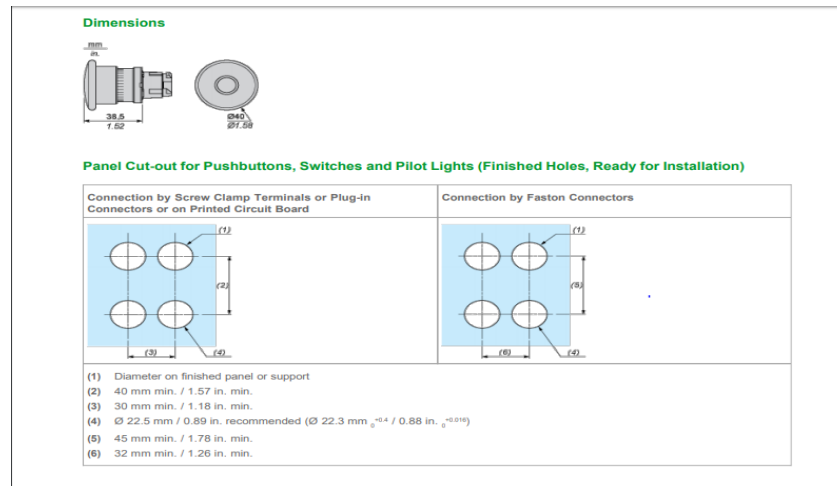 Dimensions
mm
in.
38,5
1.52
Ø40
Ø1.58
Panel Cut-out for Pushbuttons, Switches and Pilot Lights (Finished Holes, Ready for Installation)
Connection by Screw Clamp Terminals or Plug-in
Connectors or on Printed Circuit Board
Connection by Faston Connectors
(1)
(2)
(3)
(4)
(1)
(5)
(6)
(4)
(1) Diameter on finished panel or support
(2) 40 mm min. / 1.57 in. min.
(3) 30 mm min. / 1.18 in. min.
(4) Ø 22.5 mm / 0.89 in. recommended (Ø 22.3 mm 0 +0.4 / 0.88 in. 0 +0.016)
(5) 45 mm min. / 1.78 in. min.
(6) 32 mm min. / 1.26 in. min.